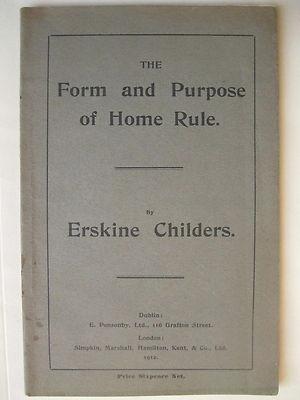 THE
Form and Purpose
of Home Rule.
By
Erskine Childers.
Dublin:
E. Ponsonby, Ltd., 116 Grafton Street.
London:
Simpkin, Marshall, Hamilton, Kent, & Co., Ltd.
1912.
Price Sixpence Net.